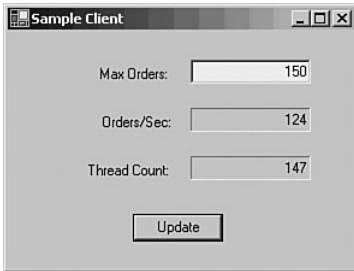 Sample Client
Max Orders: 150
Orders/Sec: 124
Thread Count: 147
Update